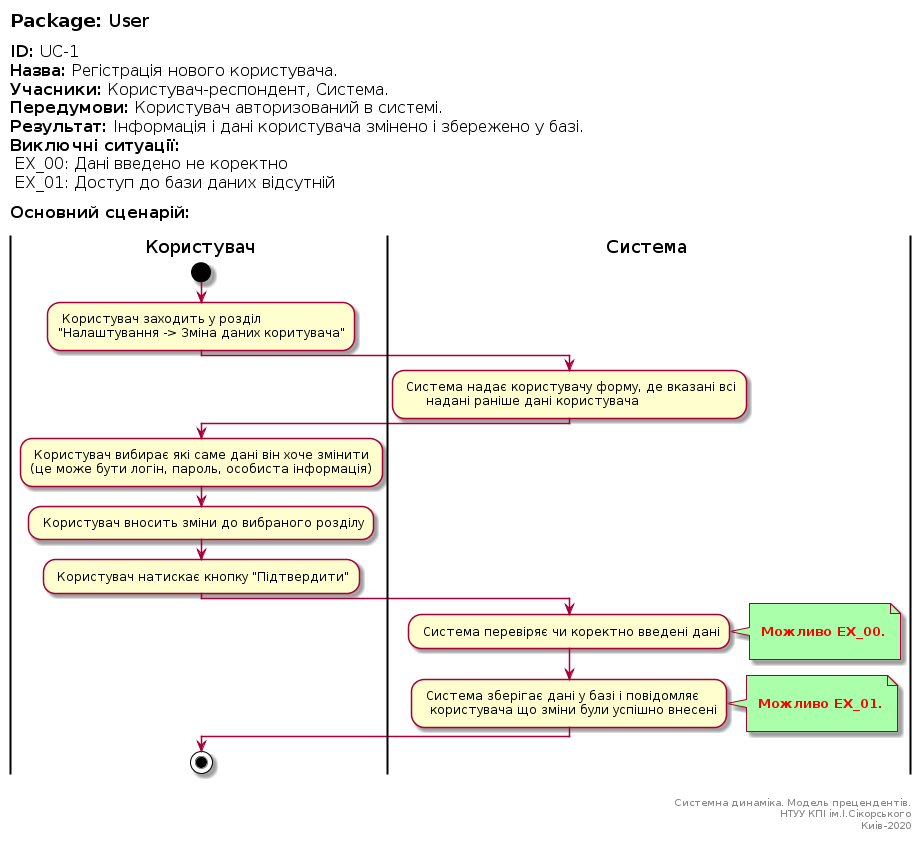 Package: User
ID: UC-1
Назва: Регістрація нового користувача.
Учасники: Користувач-респондент, Система.
Передумови: Користувач авторизований в системі.
Результат: Інформація і дані користувача змінено і збережено у базі.
Виключні ситуації:
EX_00: Дані введено не коректно
EX_01: Доступ до бази даних відсутній
Основний сценарій:
Користувач
Система
Користувач заходить у розділ
"Налаштування -> Зміна даних коритувача"
Система надає користувачу форму, де вказані всі
надані раніше дані користувача
Користувач вибирає які саме дані він хоче змінити
(це може бути логін, пароль, особиста інформація)
Користувач вносить зміни до вибраного розділу
Користувач натискає кнопку "Підтвердити"
Система перевіряє чи коректно введені дані
Можливо EX_00.
Система зберігає дані у базі і повідомляє
користувача що зміни були успішно внесені
Можливо EX_01.
Системна динаміка. Модель прецендентів.
НТУУ КПІ ім.І.Сікорського
Киів-2020